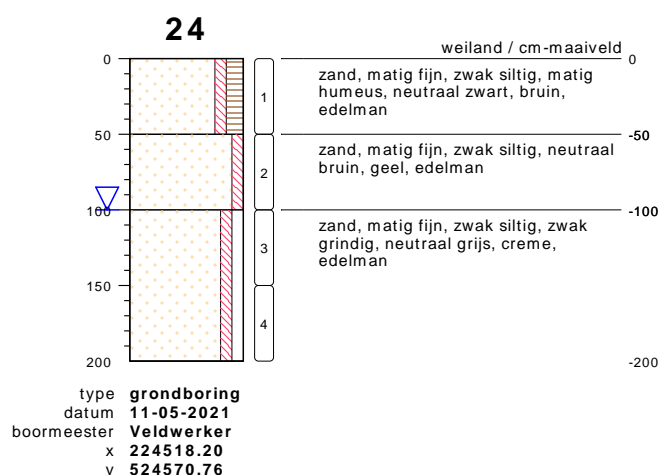 24
weiland / cm-maaiveld
0
0
zand, matig fijn, zwak siltig, matig
humeus, neutraal zwart, bruin,
edelman
1
50
-50
zand, matig fijn, zwak siltig, neutraal
bruin, geel, edelman
2
100
-100
zand, matig fijn, zwak siltig, zwak
grindig, neutraal grijs, creme,
edelman
3
150
4
200
-200
type grondboring
datum 11-05-2021
boormeester Veldwerker
x 224518.20
y 524570.76